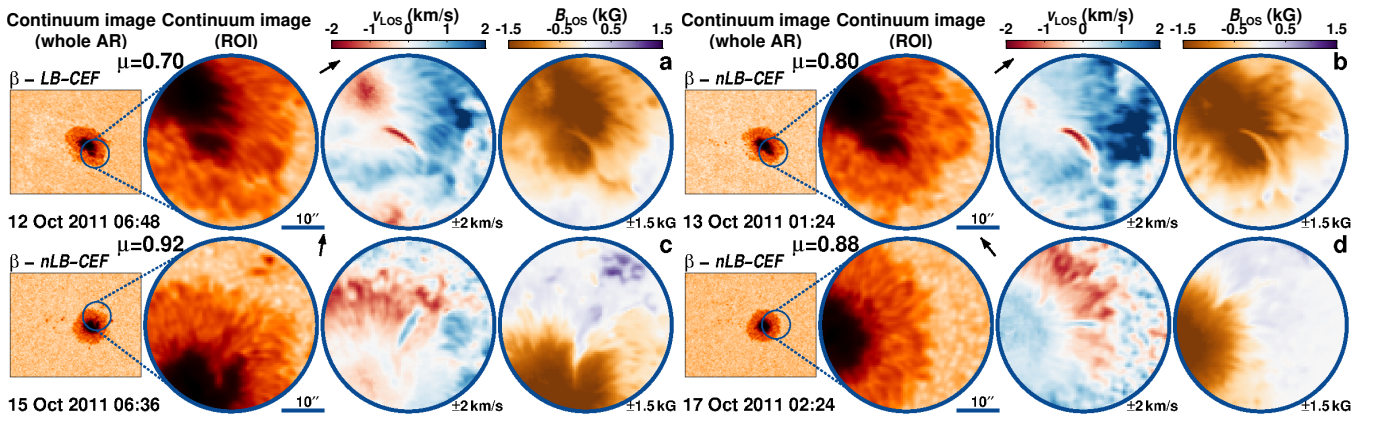 Continuum image (whole AR) Continuum image (ROI) v_LOS (km/s) B_LOS (kG) Continuum image (whole AR) Continuum image (ROI) v_LOS (km/s) B_LOS (kG)
-2 -1 0 1 2 -1.5 -0.5 0.5 1.5 -2 -1 0 1 2 -1.5 -0.5 0.5 1.5
β − LB−CEF μ=0.70 a
12 Oct 2011 06:48 10′′ ±2 km/s ±1.5 kG
β − nLB−CEF μ=0.80 b
13 Oct 2011 01:24 10′′ ±2 km/s ±1.5 kG
β − nLB−CEF μ=0.92 c
15 Oct 2011 06:36 10′′ ±2 km/s ±1.5 kG
β − nLB−CEF μ=0.88 d
17 Oct 2011 02:24 10′′ ±2 km/s ±1.5 kG